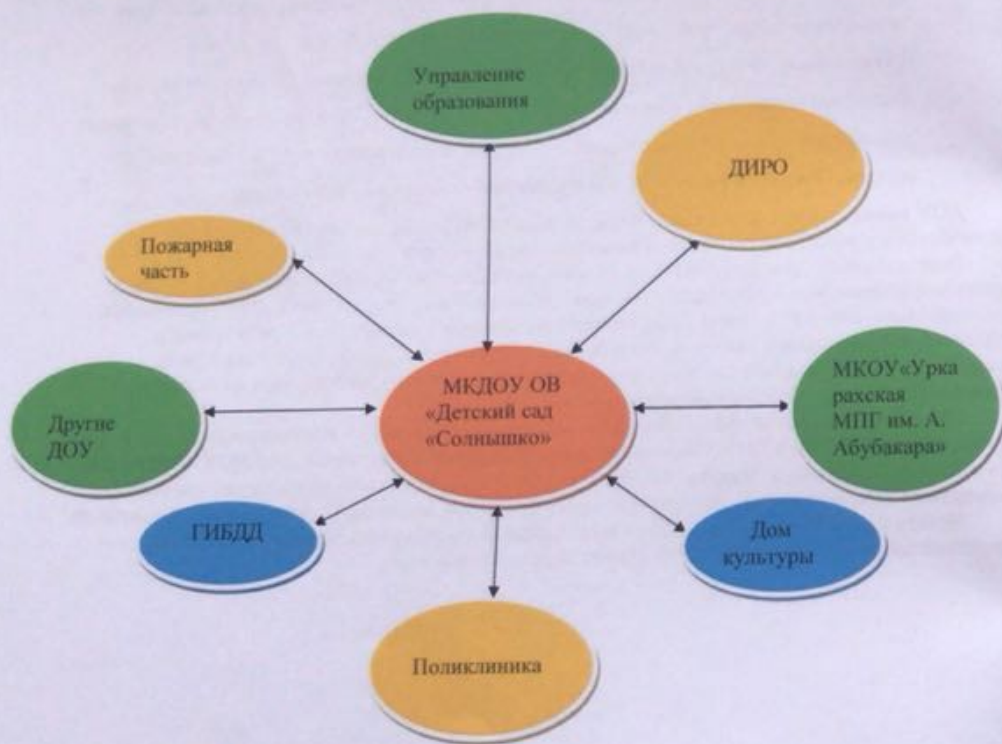 Управление
образования
ДИРО
Пожарная
часть
МКДОУ ОВ
«Детский сад
«Солнышко»
МКОУ«Урка
рахская
МПГ им. А.
Абубакара»
Другие
ДОУ
ГИБДД
Дом
культуры
Поликлиника